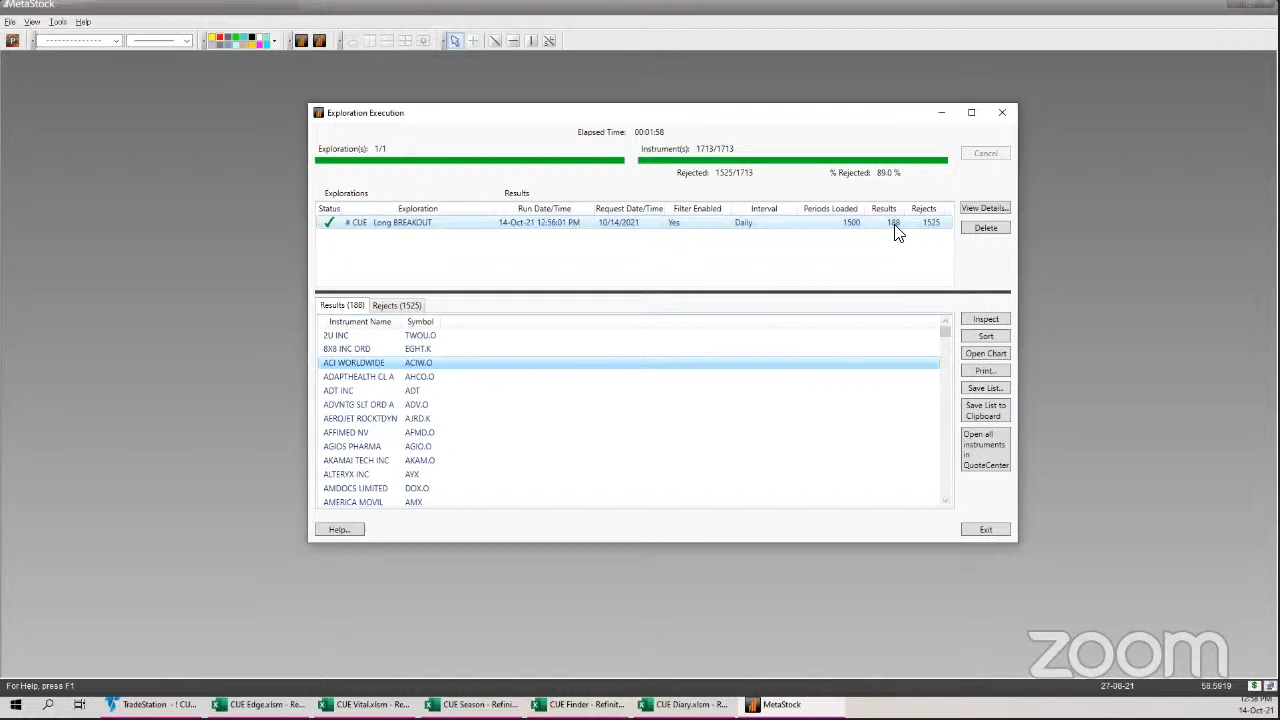 MetaStock
File View Tools Help
Exploration Execution
Elapsed Time: 00:01:58
Exploration(s): 1/1 Instrument(s): 1713/1713
Cancel
Rejected: 1525/1713 % Rejected: 89.0 %
Explorations Results
Status Exploration Run Date/Time Request Date/Time Filter Enabled Interval Periods Loaded Results Rejects
# CUE Long BREAKOUT 14-Oct-21 12:56:01 PM 10/14/2021 Yes Daily 1500 188 1525
View Details...
Delete
Results (188) Rejects (1525)
Instrument Name Symbol
2U INC TWOU.O
8X8 INC ORD EGHT.K
ACI WORLDWIDE ACIW.O
ADAPTHEALTH CL A AHCO.O
ADT INC ADT
ADVNTG SLT ORD A ADV.O
AEROJET ROCKTDYN AJRD.K
AFFIMED NV AFMD.O
AGIOS PHARMA AGIO.O
AKAMAI TECH INC AKAM.O
ALTERYX INC AYX
AMDOCS LIMITED DOX.O
AMERICA MOVIL AMX
Inspect
Sort
Open Chart
Print...
Save List...
Save List to
Clipboard
Open all
instruments
in
QuoteCenter
Help... Exit
zoom
For Help, press F1 27-08-21 58.5919
TradeStation - ! CU... CUE Edge.xlsm - Re... CUE Vital.xlsm - Re... CUE Season - Refini... CUE Finder - Refinit... CUE Diary.xlsm - R... MetaStock
12:58 PM
14-Oct-21